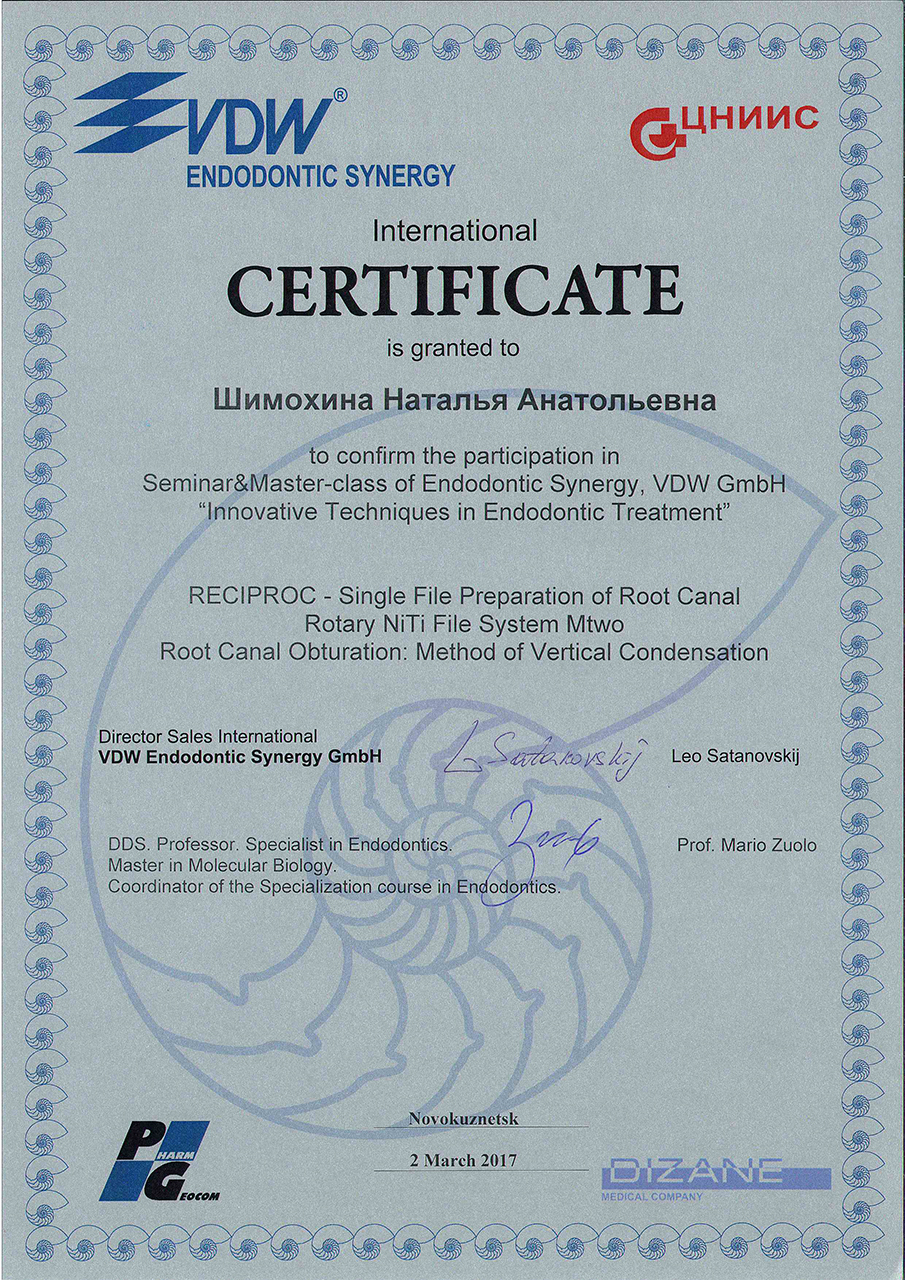 VDW®
ENDODONTIC SYNERGY
ЦНИИС
International
CERTIFICATE
is granted to
Шимохина Наталья Анатольевна
to confirm the participation in
Seminar&Master-class of Endodontic Synergy, VDW GmbH
“Innovative Techniques in Endodontic Treatment”
RECIPROC - Single File Preparation of Root Canal
Rotary NiTi File System Mtwo
Root Canal Obturation: Method of Vertical Condensation
Director Sales International
VDW Endodontic Synergy GmbH
L Satanovskij
Leo Satanovskij
DDS. Professor. Specialist in Endodontics.
Master in Molecular Biology.
Coordinator of the Specialization course in Endodontics.
Prof. Mario Zuolo
Novokuznetsk
2 March 2017
PHARM
GEOCOM
DIZANE
MEDICAL COMPANY